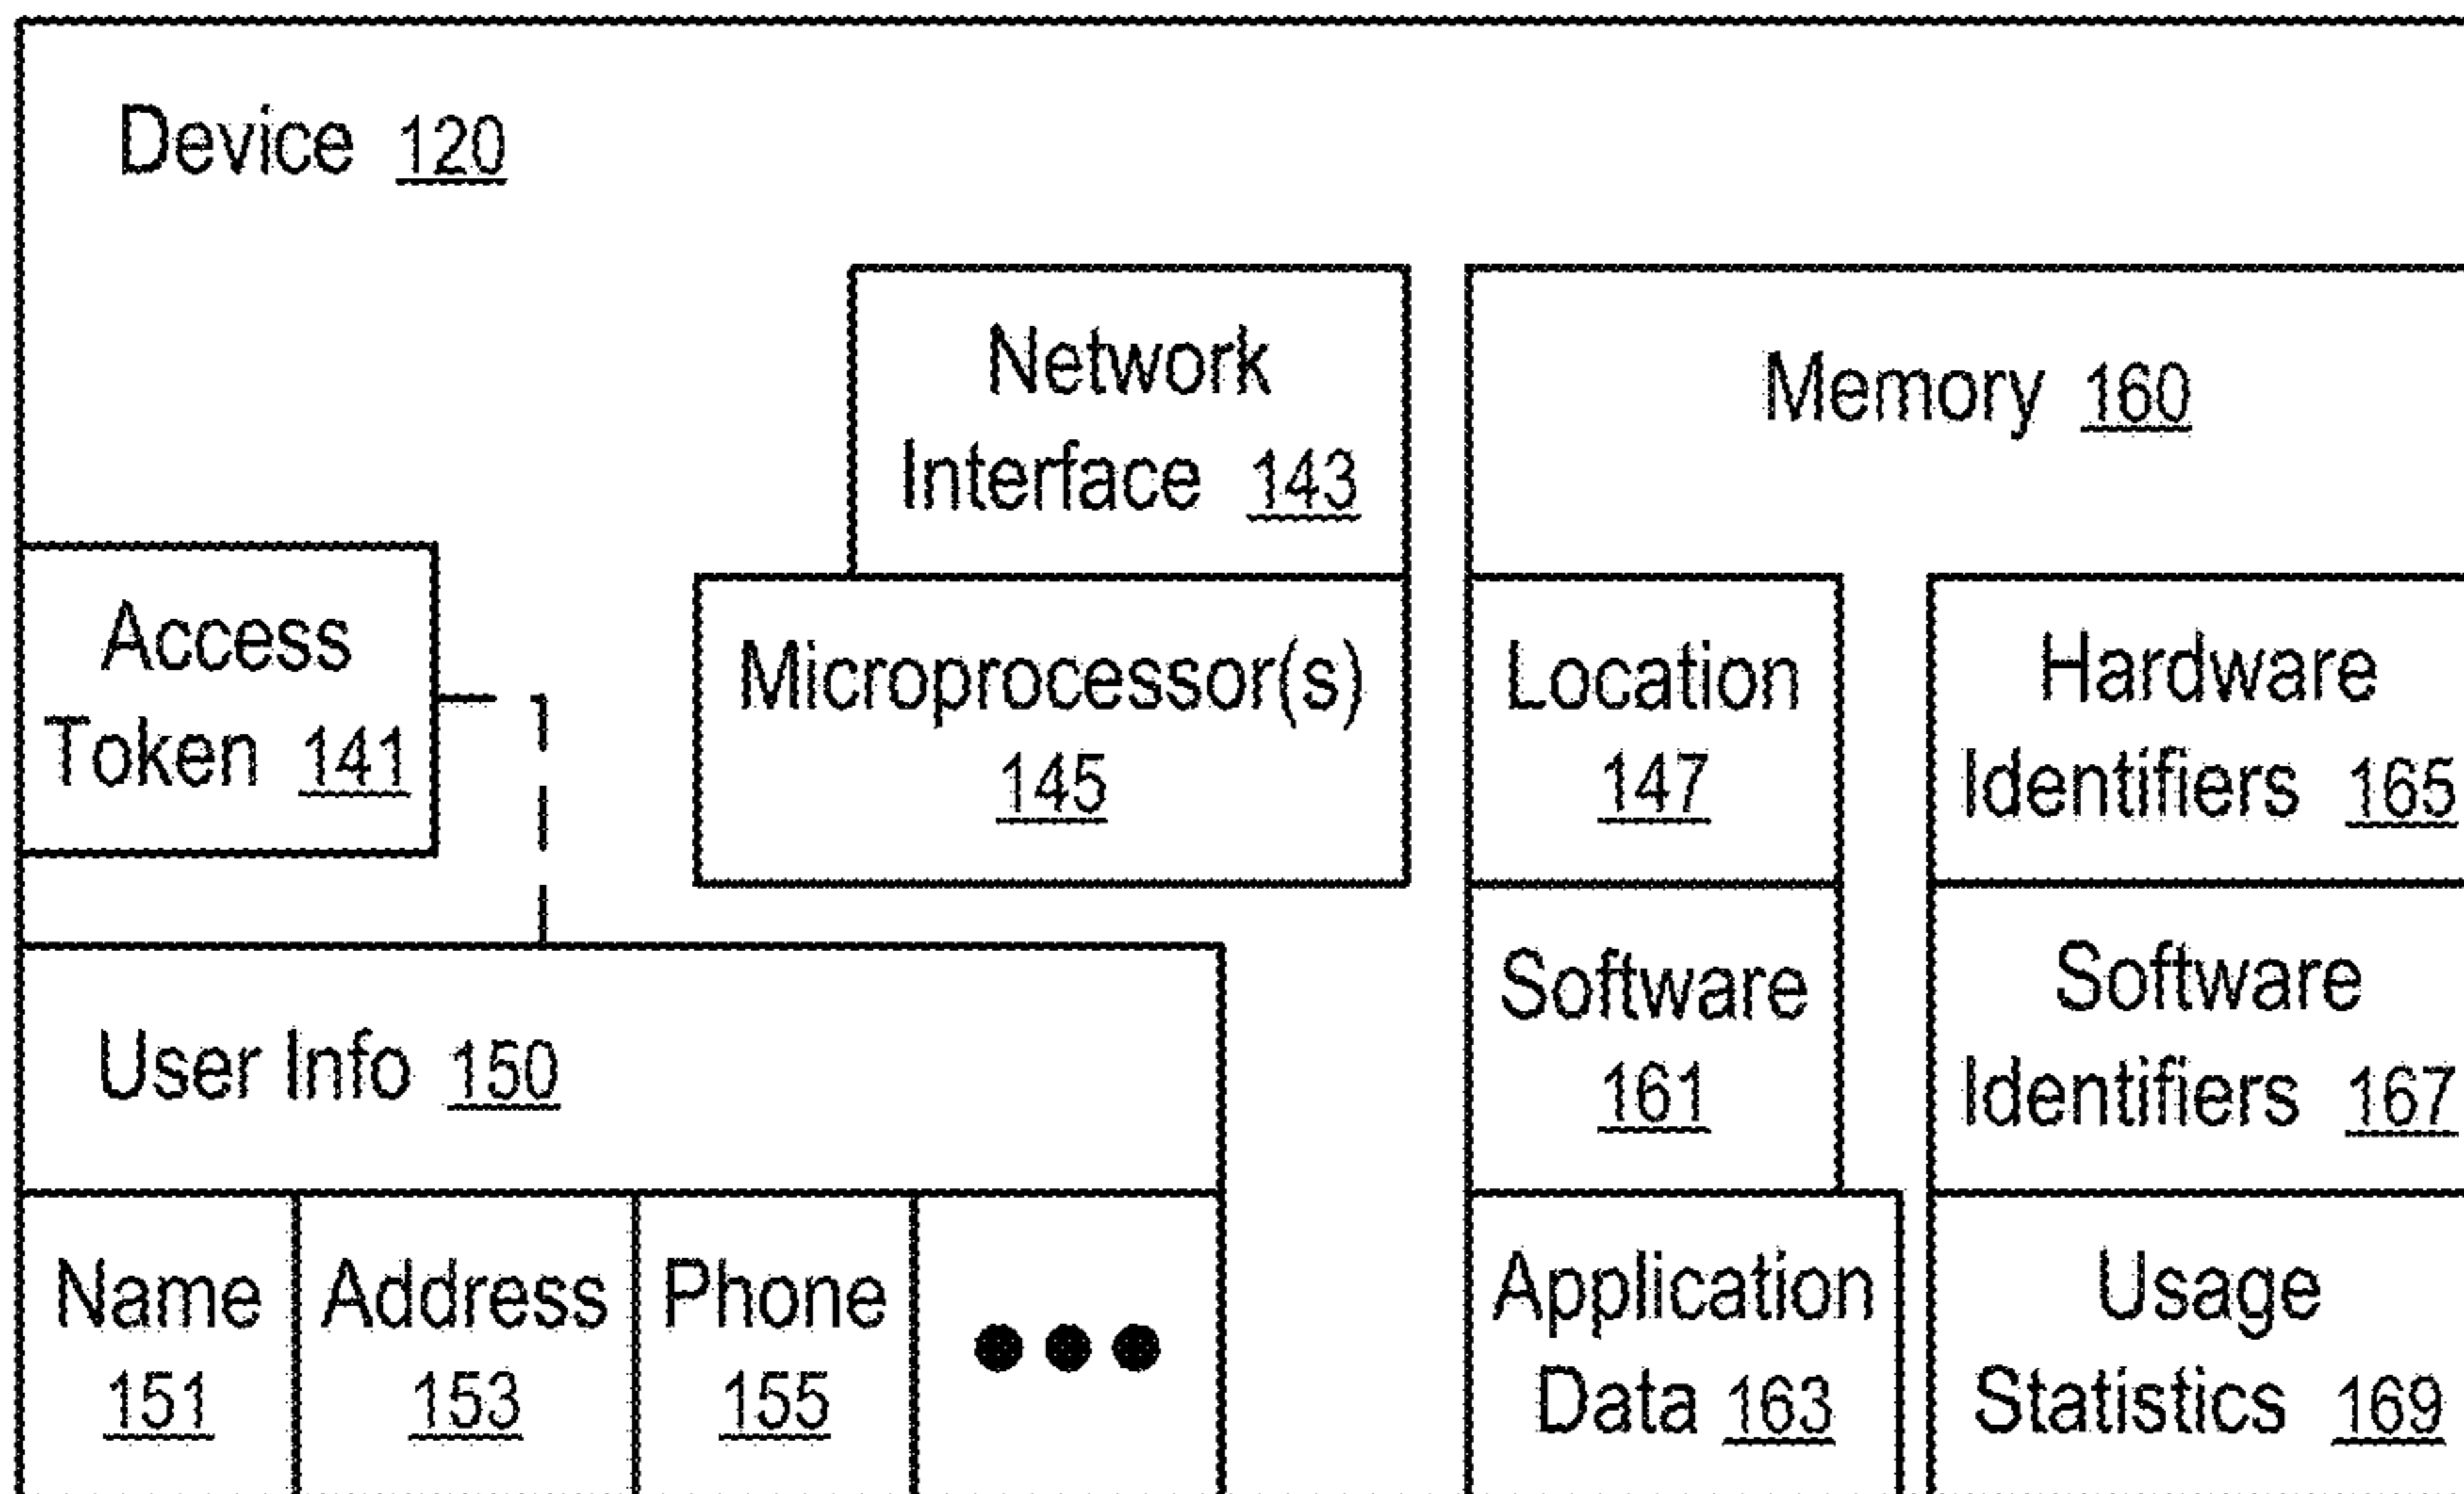 Device 120
Network
Interface 143
Memory 160
Access
Token 141
Microprocessor(s)
145
Location
147
Hardware
Identifiers 165
User Info 150
Software
161
Software
Identifiers 167
Name
151
Address
153
Phone
155
Application
Data 163
Usage
Statistics 169